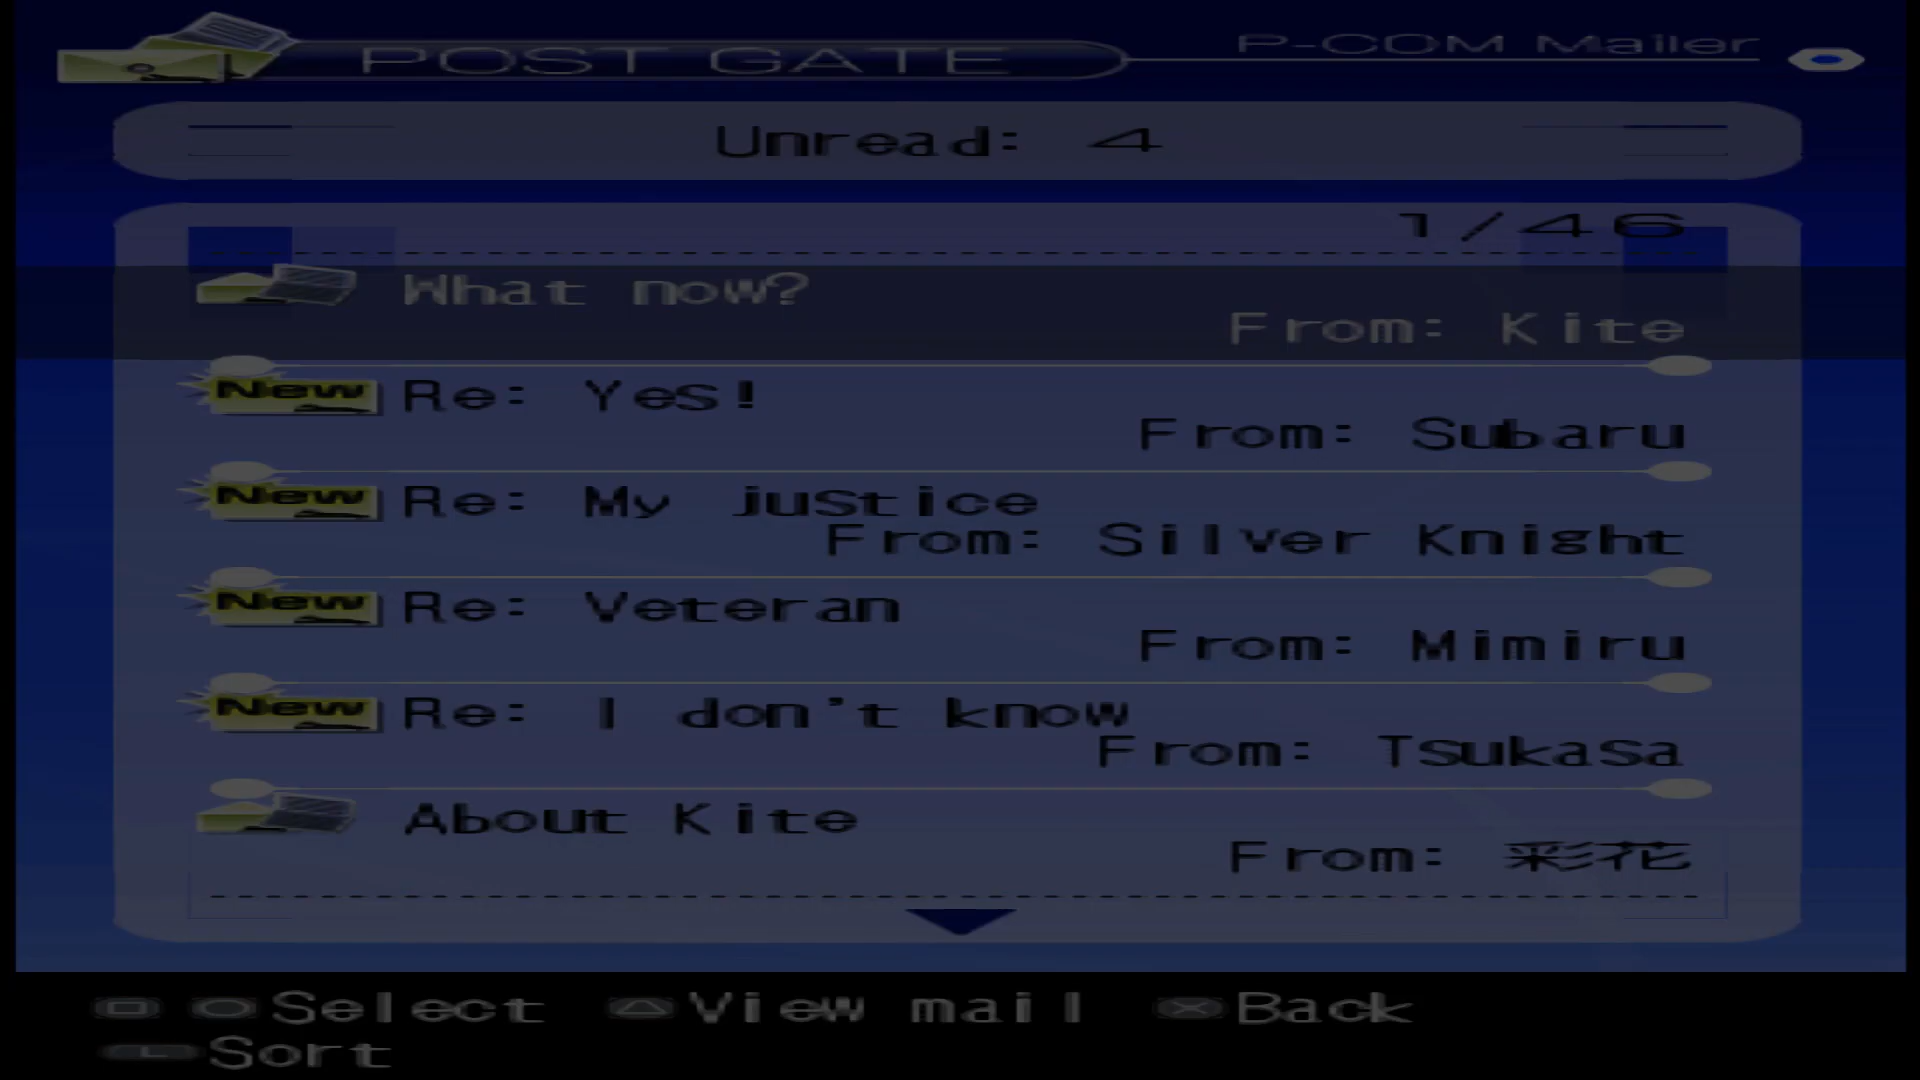 POST GATE
P-COM Mailer
Unread: 4
1/46
What now?
From: Kite
New Re: Yes!
From: Subaru
New Re: My justice
From: Silver Knight
New Re: Veteran
From: Mimiru
New Re: I don't know
From: Tsukasa
About Kite
From: 彩花
Select View mail Back
L Sort